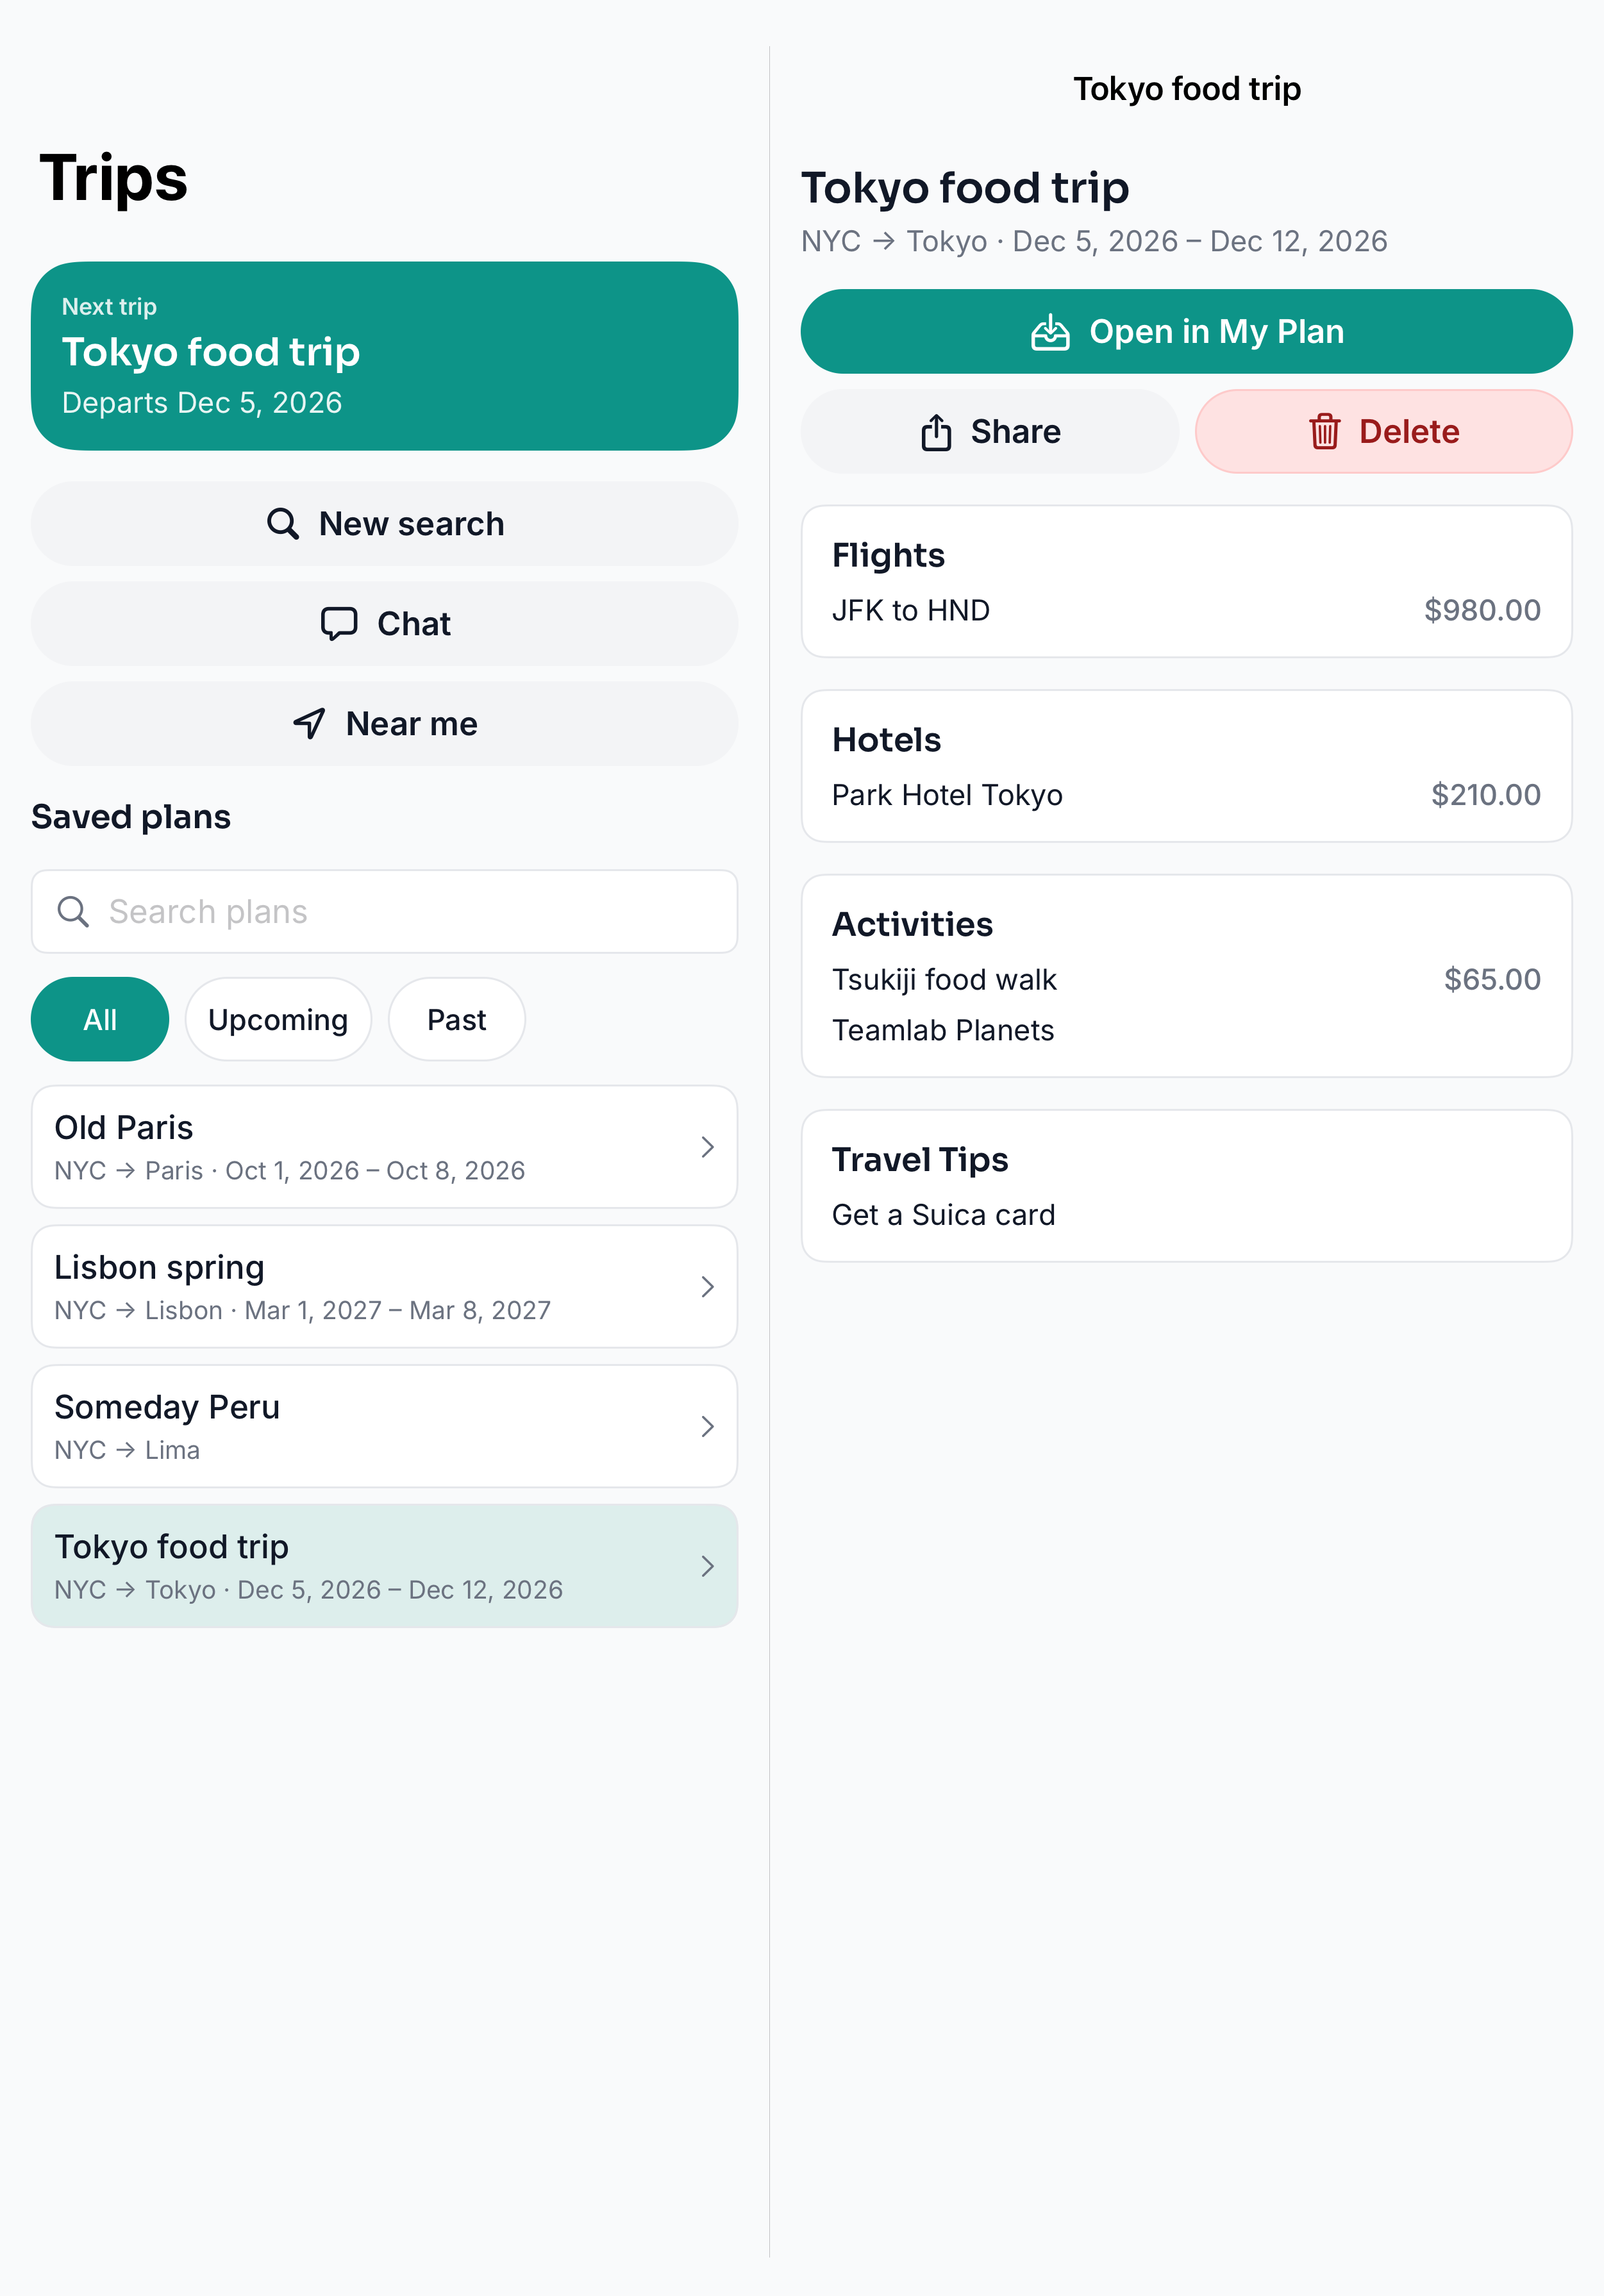 Trips
Next trip
Tokyo food trip
Departs Dec 5, 2026
New search
Chat
Near me
Saved plans
Search plans
All Upcoming Past
Old Paris
NYC → Paris · Oct 1, 2026 – Oct 8, 2026
Lisbon spring
NYC → Lisbon · Mar 1, 2027 – Mar 8, 2027
Someday Peru
NYC → Lima
Tokyo food trip
NYC → Tokyo · Dec 5, 2026 – Dec 12, 2026
Tokyo food trip
Tokyo food trip
NYC → Tokyo · Dec 5, 2026 – Dec 12, 2026
Open in My Plan
Share Delete
Flights
JFK to HND $980.00
Hotels
Park Hotel Tokyo $210.00
Activities
Tsukiji food walk $65.00
Teamlab Planets
Travel Tips
Get a Suica card